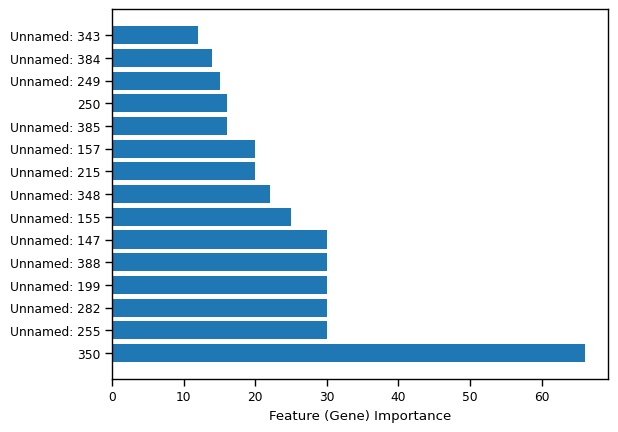 Unnamed: 343
Unnamed: 384
Unnamed: 249
250
Unnamed: 385
Unnamed: 157
Unnamed: 215
Unnamed: 348
Unnamed: 155
Unnamed: 147
Unnamed: 388
Unnamed: 199
Unnamed: 282
Unnamed: 255
350
0 10 20 30 40 50 60
Feature (Gene) Importance